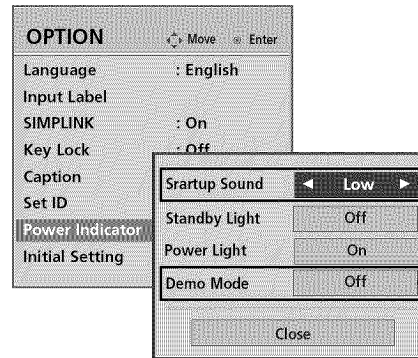 OPTION Move Enter
Language : English
Input Label
SIMPLINK : On
Key Lock : Off
Caption
Set ID
Power Indicator
Initial Setting
Srartup Sound ◄ Low ►
Standby Light Off
Power Light On
Demo Mode Off
Close